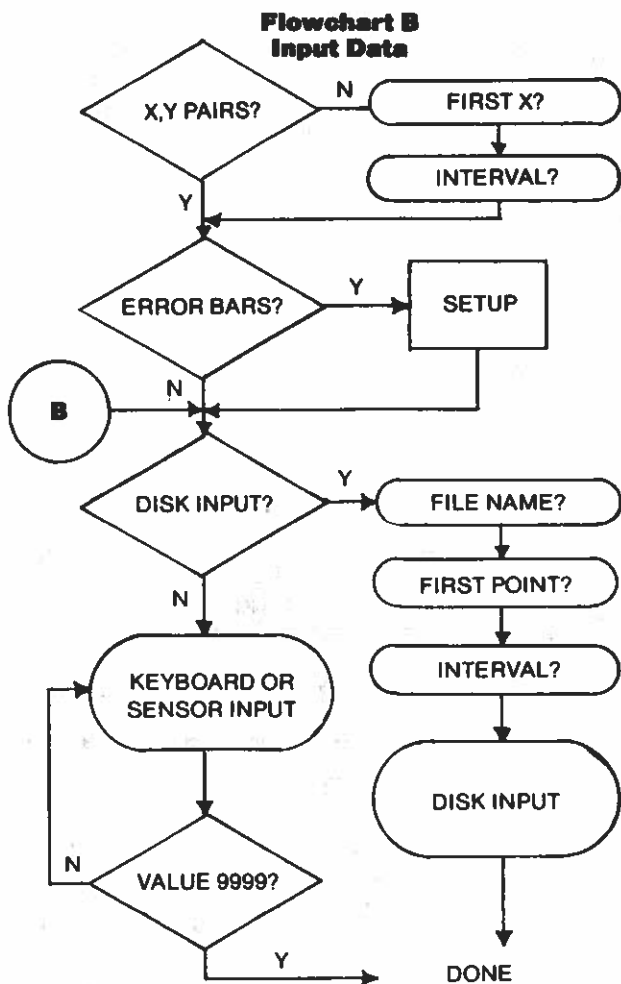 Flowchart B
Input Data
X,Y PAIRS?
N
FIRST X?
INTERVAL?
Y
ERROR BARS?
Y
SETUP
N
B
DISK INPUT?
Y
FILE NAME?
FIRST POINT?
N
INTERVAL?
KEYBOARD OR
SENSOR INPUT
DISK INPUT
N
VALUE 9999?
Y
DONE